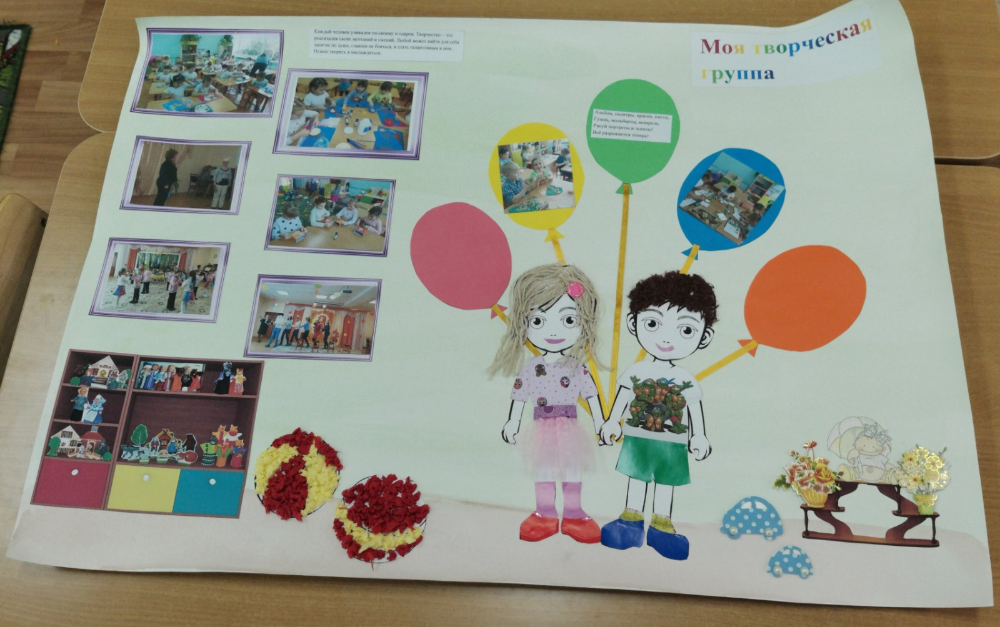 Каждый человек уникален по-своему и одарен. Творчество – это
реализация своих мечтаний и умений. Любой может найти для себя
занятие по душе, главное не бояться, и стать талантливым в нем.
Нужно творить и наслаждаться.
Моя творческая
группа
Альбом, палитры, краски, кисти,
Гуашь, мольберты, акварель.
Рисуй портреты и эскизы!
Всё разрешается теперь!